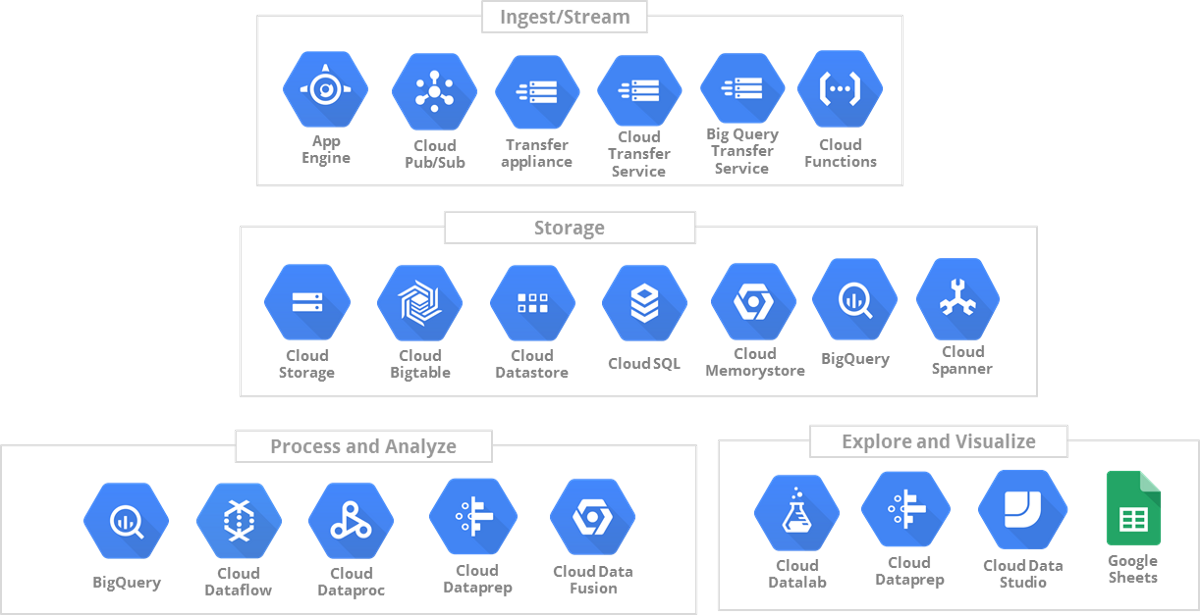 Ingest/Stream
App
Engine
Cloud
Pub/Sub
Transfer
appliance
Cloud
Transfer
Service
Big Query
Transfer
Service
Cloud
Functions
Storage
Cloud
Storage
Cloud
Bigtable
Cloud
Datastore
Cloud SQL
Cloud
Memorystore
BigQuery
Cloud
Spanner
Process and Analyze
BigQuery
Cloud
Dataflow
Cloud
Dataproc
Cloud
Dataprep
Cloud Data
Fusion
Explore and Visualize
Cloud
Datalab
Cloud
Dataprep
Cloud Data
Studio
Google
Sheets